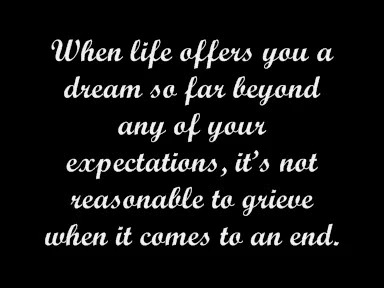 When life offers you a
dream so far beyond
any of your
expectations, it's not
reasonable to grieve
when it comes to an end.